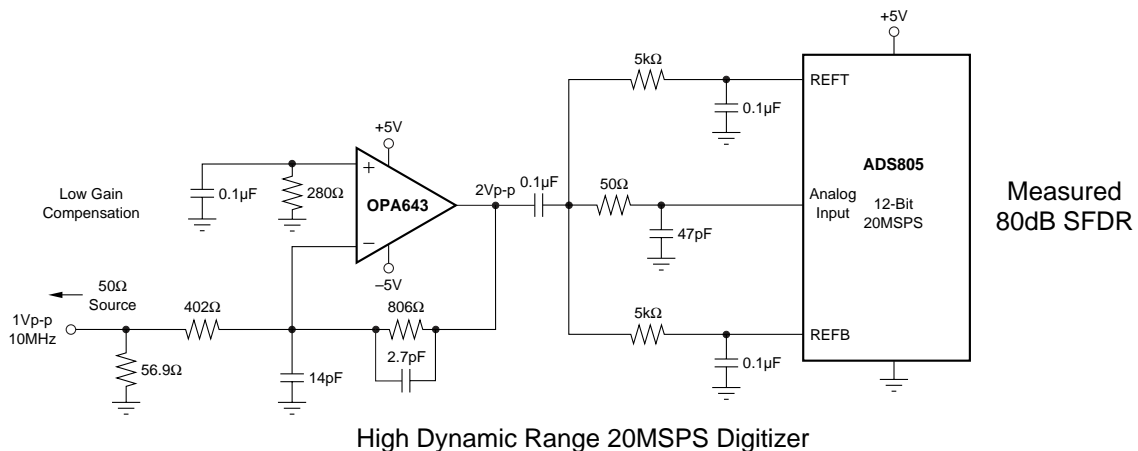 +5V
5kΩ
REFT
0.1µF
+5V
+
ADS805
Low Gain
Compensation
0.1µF
280Ω
OPA643
2Vp-p
0.1µF
50Ω
Analog
Input
12-Bit
20MSPS
Measured
80dB SFDR
−
47pF
–5V
50Ω
Source
1Vp-p
10MHz
402Ω
806Ω
5kΩ
REFB
2.7pF
0.1µF
56.9Ω
14pF
High Dynamic Range 20MSPS Digitizer